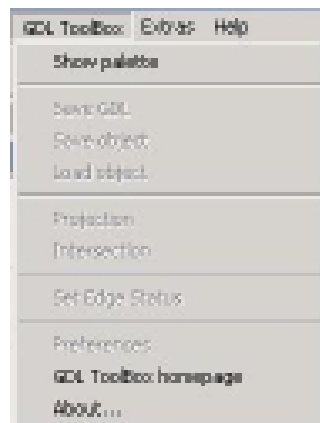 GDL ToolBox Extras Help
Show palette
Save GDL
Save object
Load object
Projection
Intersection
Set Edge Status
Preferences
GDL ToolBox homepage
About...